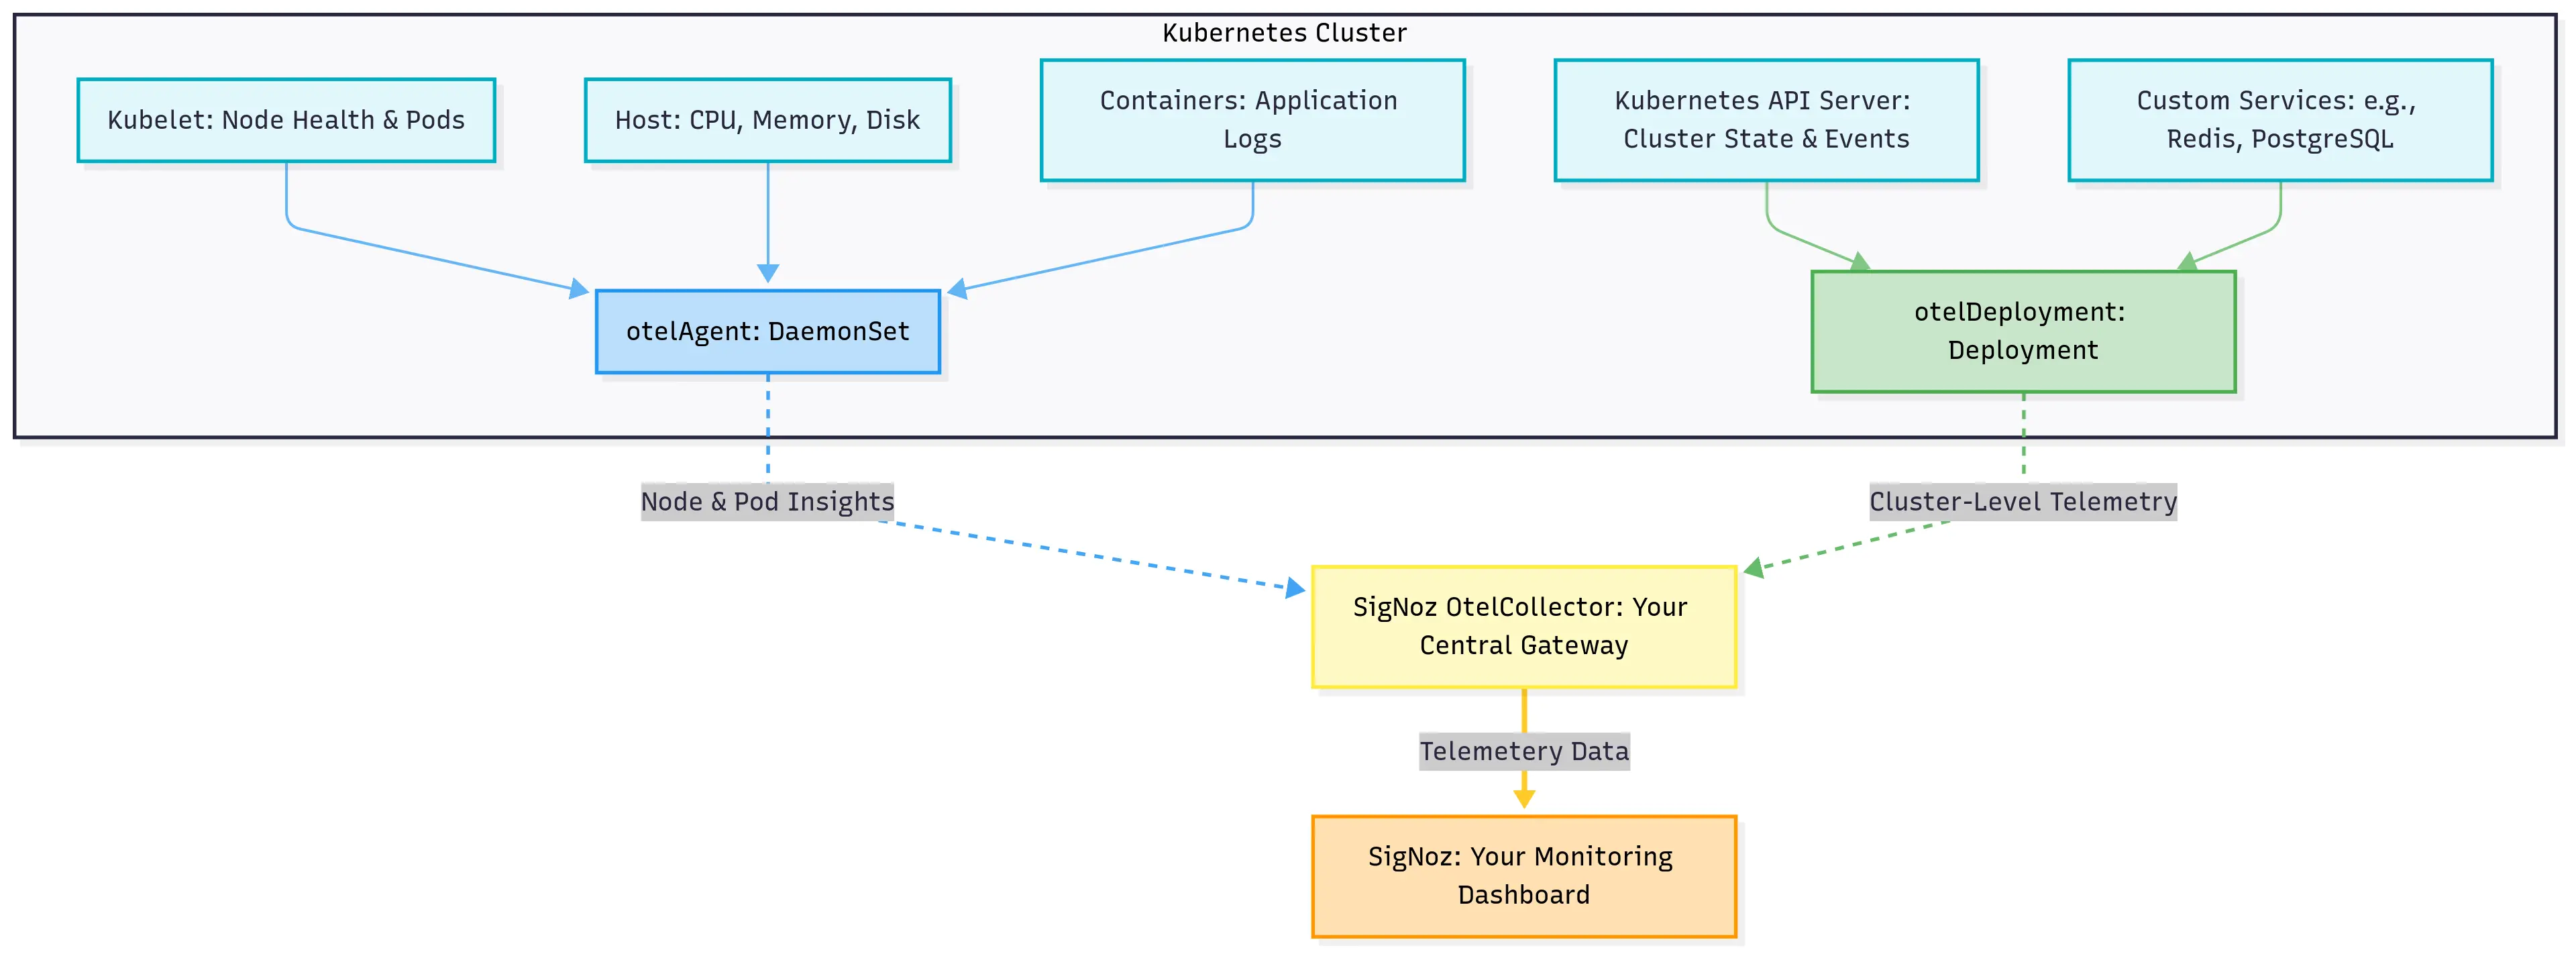 Kubernetes Cluster
Kubelet: Node Health & Pods
Host: CPU, Memory, Disk
Containers: Application
Logs
Kubernetes API Server:
Cluster State & Events
Custom Services: e.g.,
Redis, PostgreSQL
otelAgent: DaemonSet
otelDeployment:
Deployment
Node & Pod Insights
Cluster-Level Telemetry
SigNoz OtelCollector: Your
Central Gateway
Telemetery Data
SigNoz: Your Monitoring
Dashboard